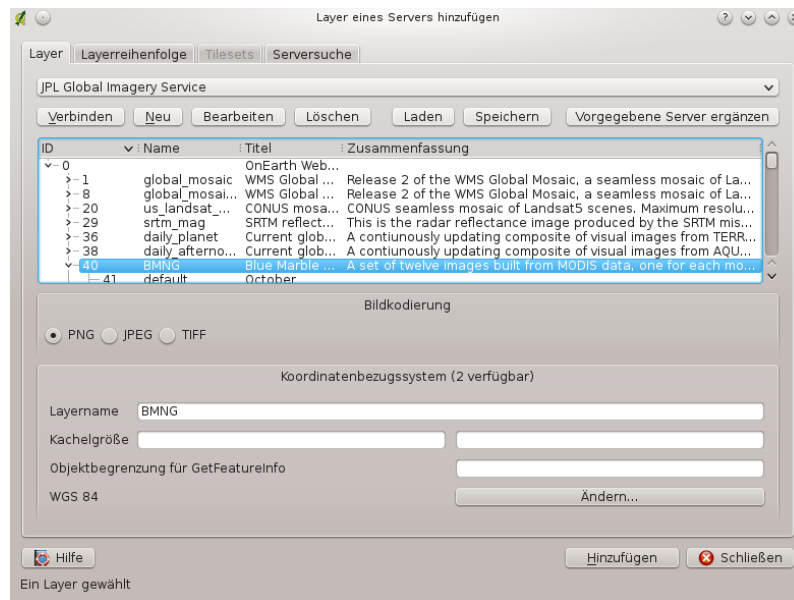 Layer eines Servers hinzufügen
Layer Layerreihenfolge Tilesets Serversuche
JPL Global Imagery Service
Verbinden Neu Bearbeiten Löschen Laden Speichern Vorgegebene Server ergänzen
ID Name Titel Zusammenfassung
0 OnEarth Web...
1 global_mosaic WMS Global ... Release 2 of the WMS Global Mosaic, a seamless mosaic of La...
8 global_mosai... WMS Global ... Release 2 of the WMS Global Mosaic, a seamless mosaic of La...
20 us_landsat_... CONUS mosa... CONUS seamless mosaic of Landsat5 scenes. Maximum resolu...
29 srtm_mag SRTM reflect... This is the radar reflectance image produced by the SRTM mis...
36 daily_planet Current glob... A contiunously updating composite of visual images from TERR...
38 daily_afterno... Current glob... A contiunously updating composite of visual images from AQU...
40 BMNG Blue Marble ... A set of twelve images built from MODIS data, one for each mo...
41 default October
Bildkodierung
PNG JPEG TIFF
Koordinatenbezugssystem (2 verfügbar)
Layername BMNG
Kachelgröße
Objektbegrenzung für GetFeatureInfo
WGS 84 Ändern...
Hilfe Hinzufügen Schließen
Ein Layer gewählt